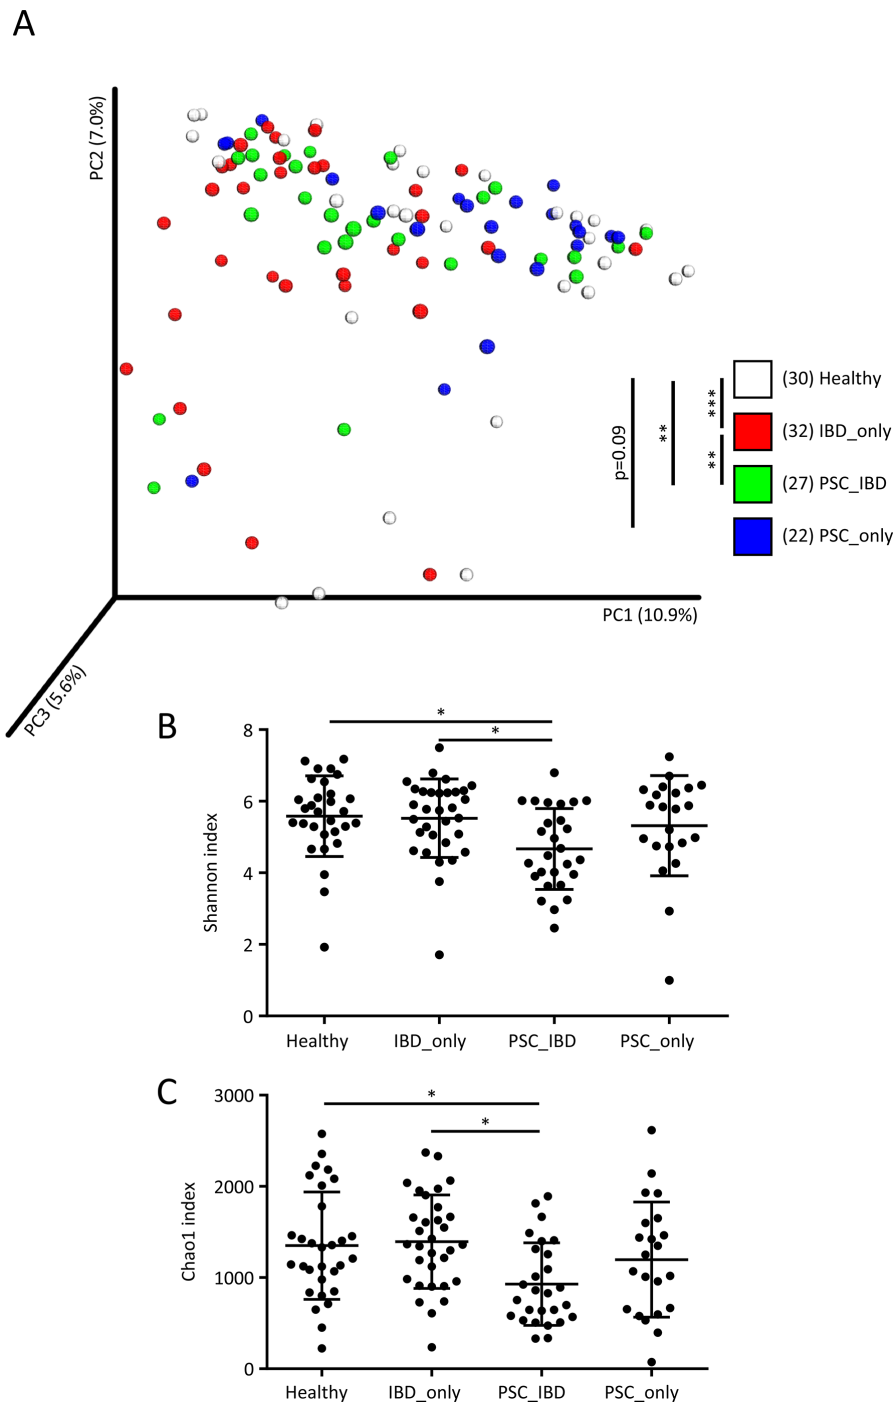 A
PC2 (7.0%)
PC1 (10.9%)
PC3 (5.6%)
p=0.09
**
***
**
(30) Healthy
(32) IBD_only
(27) PSC_IBD
(22) PSC_only
B
Shannon index
8
6
4
2
0
*
*
Healthy
IBD_only
PSC_IBD
PSC_only
C
Chao1 index
3000
2000
1000
0
*
*
Healthy
IBD_only
PSC_IBD
PSC_only